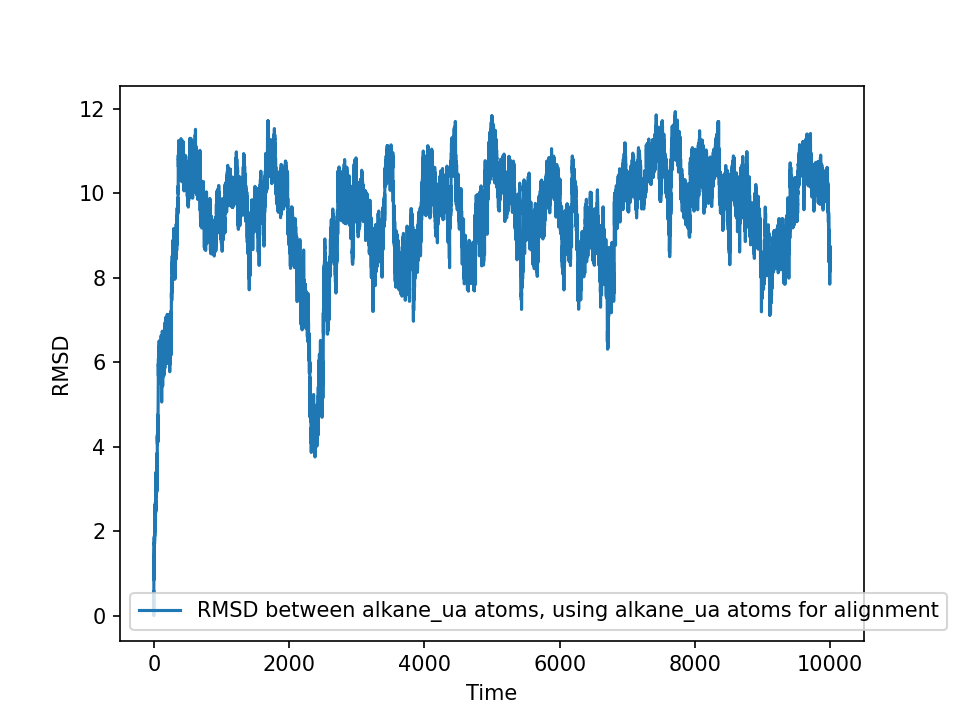 12
10
8
6
4
2
0
RMSD
RMSD between alkane_ua atoms, using alkane_ua atoms for alignment
0 2000 4000 6000 8000 10000
Time